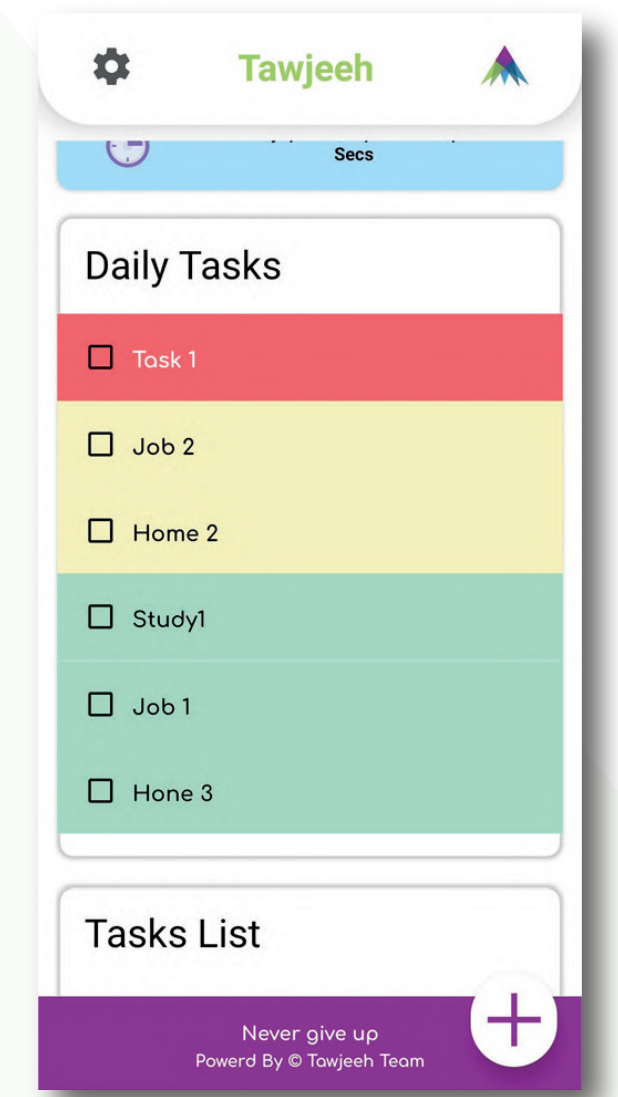 Tawjeeh
Secs
Daily Tasks
Task 1
Job 2
Home 2
Study1
Job 1
Hone 3
Tasks List
Never give up
Powerd By © Tawjeeh Team